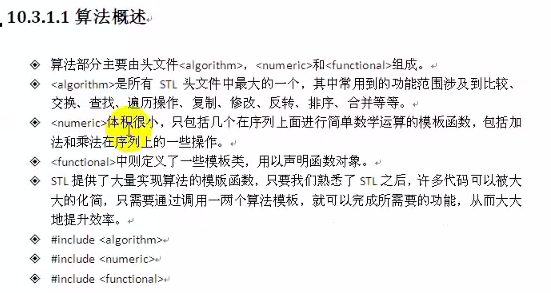 10.3.1.1 算法概述
◈ 算法部分主要由头文件<algorithm>，<numeric>和<functional>组成。
◈ <algorithm>是所有 STL 头文件中最大的一个，其中常用到的功能范围涉及到比较、
交换、查找、遍历操作、复制、修改、反转、排序、合并等等。
◈ <numeric>体积很小，只包括几个在序列上面进行简单数学运算的模板函数，包括加
法和乘法在序列上的一些操作。
◈ <functional>中则定义了一些模板类，用以声明函数对象。
◈ STL 提供了大量实现算法的模版函数，只要我们熟悉了 STL 之后，许多代码可以被大
大的化简，只需要通过调用一两个算法模板，就可以完成所需要的功能，从而大大
地提升效率。
◈ #include <algorithm>
◈ #include <numeric>
◈ #include <functional>